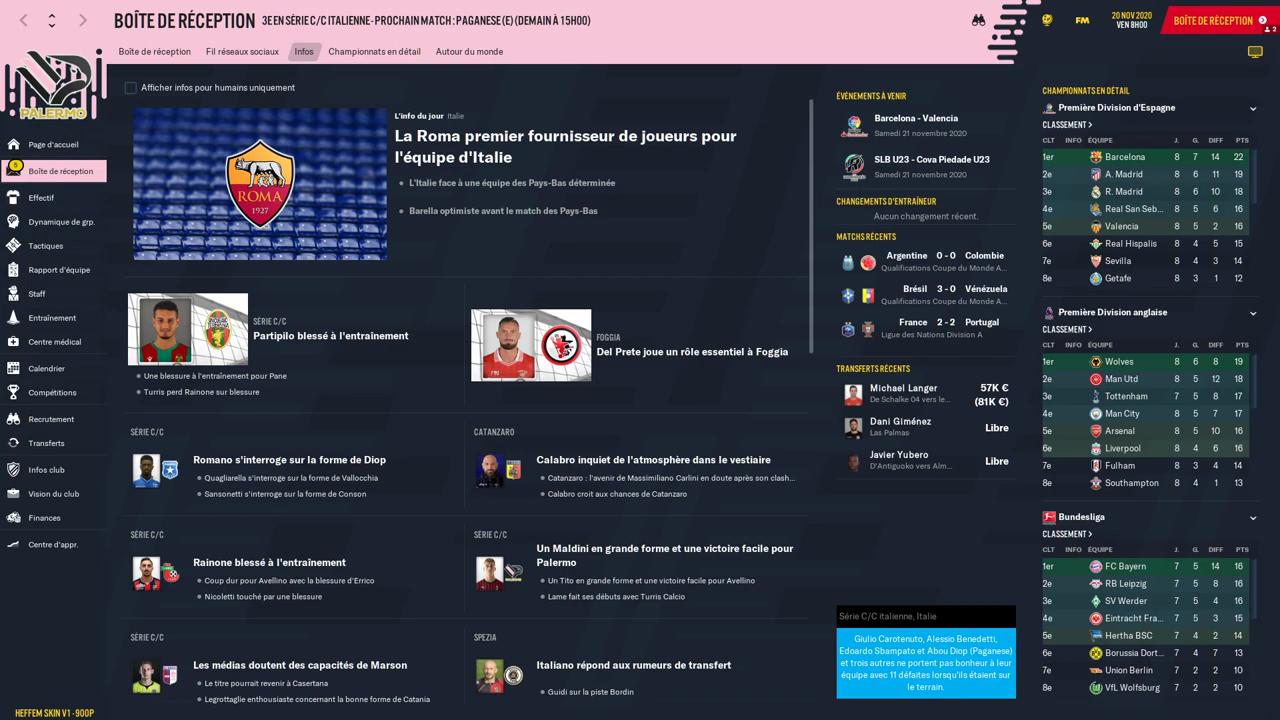 BOÎTE DE RÉCEPTION
3E EN SÉRIE C/C ITALIENNE - PROCHAIN MATCH : PAGANESE (E) (DEMAIN À 15H00)
FM
20 NOV 2020
VEN 8H00
BOÎTE DE RÉCEPTION
2
Boîte de réception
Fil réseaux sociaux
Infos
Championnats en détail
Autour du monde
PALERMO
Page d'accueil
5
Boîte de réception
Effectif
Dynamique de grp.
Tactiques
Rapport d'équipe
Staff
Entraînement
Centre médical
Calendrier
Compétitions
Recrutement
Transferts
Infos club
Vision du club
Finances
Centre d'appr.
HEFFEM SKIN V1 - 900P
Afficher infos pour humains uniquement
ROMA
1927
L'info du jour Italie
La Roma premier fournisseur de joueurs pour
l'équipe d'Italie
L'Italie face à une équipe des Pays-Bas déterminée
Barella optimiste avant le match des Pays-Bas
SÉRIE C/C
Partipilo blessé à l'entraînement
Une blessure à l'entraînement pour Pane
Turris perd Rainone sur blessure
FOGGIA
Del Prete joue un rôle essentiel à Foggia
SÉRIE C/C
Romano s'interroge sur la forme de Diop
Quagliarella s'interroge sur la forme de Vallocchia
Sansonetti s'interroge sur la forme de Conson
CATANZARO
Calabro inquiet de l'atmosphère dans le vestiaire
Catanzaro : l'avenir de Massimiliano Carlini en doute après son clash...
Calabro croit aux chances de Catanzaro
SÉRIE C/C
Rainone blessé à l'entraînement
Coup dur pour Avellino avec la blessure d'Errico
Nicoletti touché par une blessure
SÉRIE C/C
Un Maldini en grande forme et une victoire facile pour
Palermo
Un Tito en grande forme et une victoire facile pour Avellino
Lame fait ses débuts avec Turris Calcio
SÉRIE C/C
Les médias doutent des capacités de Marson
Le titre pourrait revenir à Casertana
Legrottaglie enthousiaste concernant la bonne forme de Catania
SPEZIA
Italiano répond aux rumeurs de transfert
Guidi sur la piste Bordin
ÉVÉNEMENTS À VENIR
Barcelona - Valencia
Samedi 21 novembre 2020
SLB U23 - Cova Piedade U23
Samedi 21 novembre 2020
CHANGEMENTS D'ENTRAÎNEUR
Aucun changement récent.
MATCHS RÉCENTS
Argentine 0 - 0 Colombie
Qualifications Coupe du Monde A...
Brésil 3 - 0 Vénézuela
Qualifications Coupe du Monde A...
France 2 - 2 Portugal
Ligue des Nations Division A
TRANSFERTS RÉCENTS
Michael Langer 57K €
De Schalke 04 vers le... (81K €)
Dani Giménez
Las Palmas Libre
Javier Yubero
D'Antiguoko vers Alm... Libre
Série C/C italienne, Italie
Giulio Carotenuto, Alessio Benedetti,
Edoardo Sbampato et Abou Diop (Paganese)
et trois autres ne portent pas bonheur à leur
équipe avec 11 défaites lorsqu'ils étaient sur
le terrain.
CHAMPIONNATS EN DÉTAIL
Première Division d'Espagne
CLASSEMENT >
CLT INFO ÉQUIPE J. G. DIFF PTS
1er Barcelona 8 7 14 22
2e A. Madrid 8 6 11 19
3e R. Madrid 8 6 10 18
4e Real San Seb... 8 5 6 16
5e Valencia 8 5 2 16
6e Real Hispalis 8 4 5 15
7e Sevilla 8 4 3 14
8e Getafe 8 3 1 12
Première Division anglaise
CLASSEMENT >
CLT INFO ÉQUIPE J. G. DIFF PTS
1er Wolves 8 6 8 19
2e Man Utd 8 5 12 18
3e Tottenham 7 5 8 17
4e Man City 8 5 7 17
5e Arsenal 8 5 10 16
6e Liverpool 8 4 6 16
7e Fulham 8 3 4 14
8e Southampton 8 4 1 13
Bundesliga
CLASSEMENT >
CLT INFO ÉQUIPE J. G. DIFF PTS
1er FC Bayern 7 5 14 16
2e RB Leipzig 7 5 8 16
3e SV Werder 7 5 4 16
4e Eintracht Fra... 7 5 3 15
5e Hertha BSC 7 4 2 14
6e Borussia Dort... 7 4 7 13
7e Union Berlin 7 2 2 10
8e VfL Wolfsburg 7 2 2 10